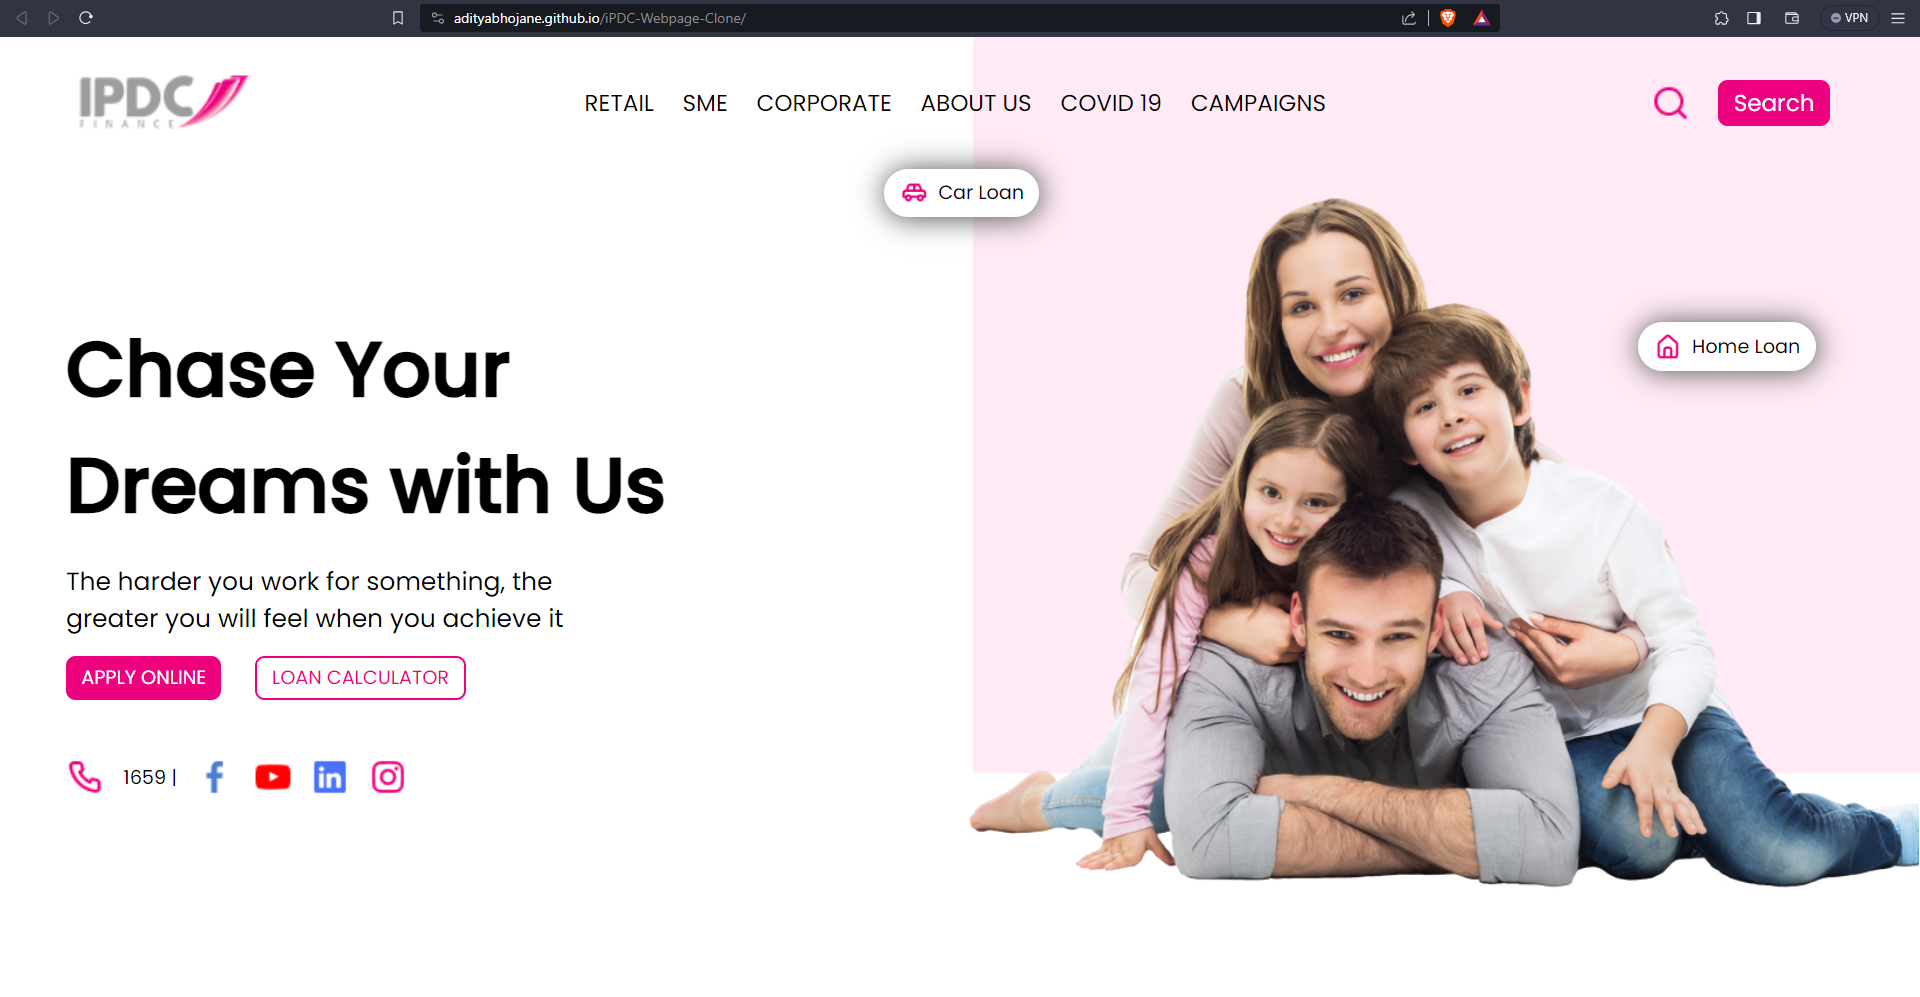 adityabhojane.github.io/iPDC-Webpage-Clone/
VPN
IPDC
FINANCE
RETAIL SME CORPORATE ABOUT US COVID 19 CAMPAIGNS
Search
Car Loan
Home Loan
Chase Your
Dreams with Us
The harder you work for something, the
greater you will feel when you achieve it
APPLY ONLINE
LOAN CALCULATOR
1659 |